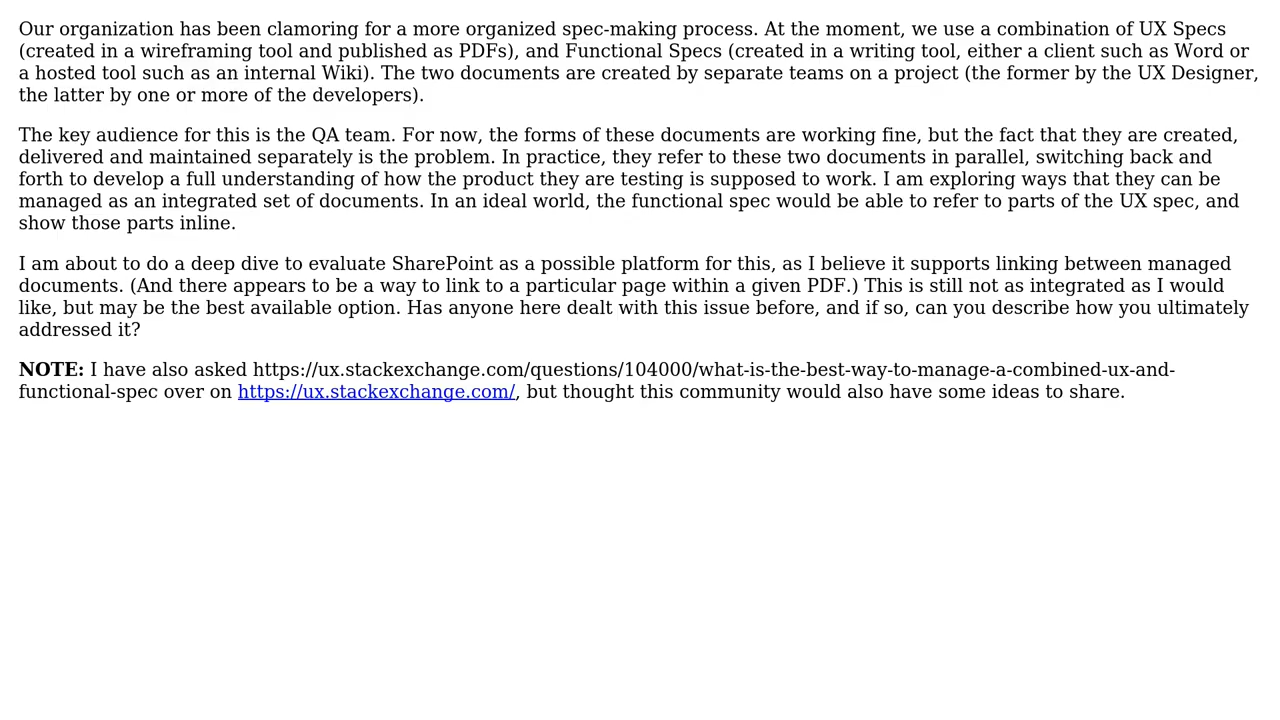 Our organization has been clamoring for a more organized spec-making process. At the moment, we use a combination of UX Specs
(created in a wireframing tool and published as PDFs), and Functional Specs (created in a writing tool, either a client such as Word or
a hosted tool such as an internal Wiki). The two documents are created by separate teams on a project (the former by the UX Designer,
the latter by one or more of the developers).
The key audience for this is the QA team. For now, the forms of these documents are working fine, but the fact that they are created,
delivered and maintained separately is the problem. In practice, they refer to these two documents in parallel, switching back and
forth to develop a full understanding of how the product they are testing is supposed to work. I am exploring ways that they can be
managed as an integrated set of documents. In an ideal world, the functional spec would be able to refer to parts of the UX spec, and
show those parts inline.
I am about to do a deep dive to evaluate SharePoint as a possible platform for this, as I believe it supports linking between managed
documents. (And there appears to be a way to link to a particular page within a given PDF.) This is still not as integrated as I would
like, but may be the best available option. Has anyone here dealt with this issue before, and if so, can you describe how you ultimately
addressed it?
NOTE: I have also asked https://ux.stackexchange.com/questions/104000/what-is-the-best-way-to-manage-a-combined-ux-and-
functional-spec over on https://ux.stackexchange.com/, but thought this community would also have some ideas to share.